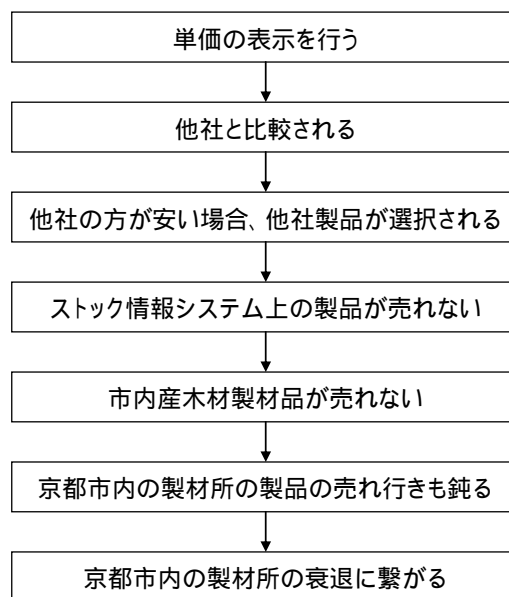 単価の表示を行う
他社と比較される
他社の方が安い場合、他社製品が選択される
ストック情報システム上の製品が売れない
市内産木材製材品が売れない
京都市内の製材所の製品の売れ行きも鈍る
京都市内の製材所の衰退に繋がる